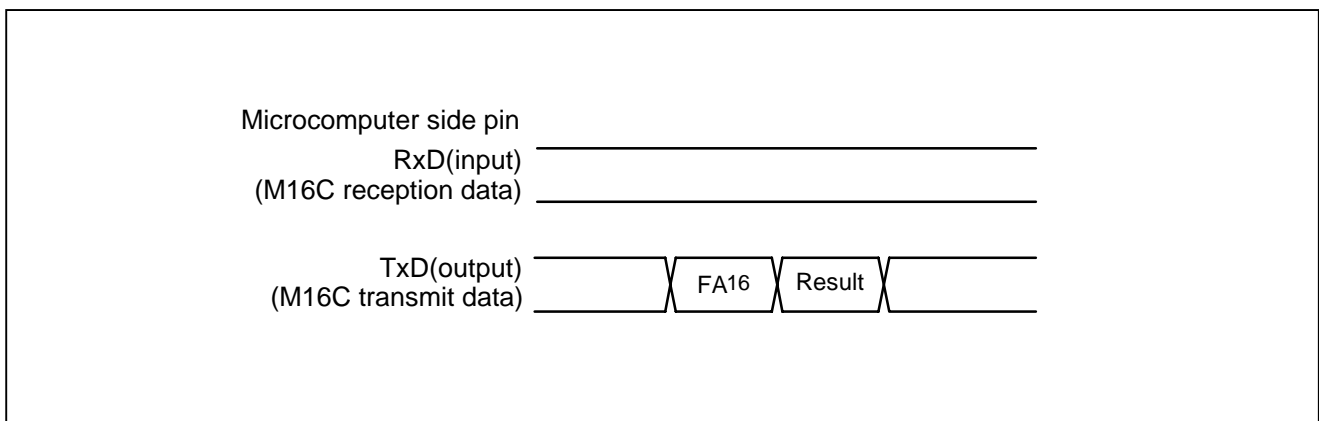 Microcomputer side pin
RxD(input)
(M16C reception data)
TxD(output)
(M16C transmit data)
FA16
Result